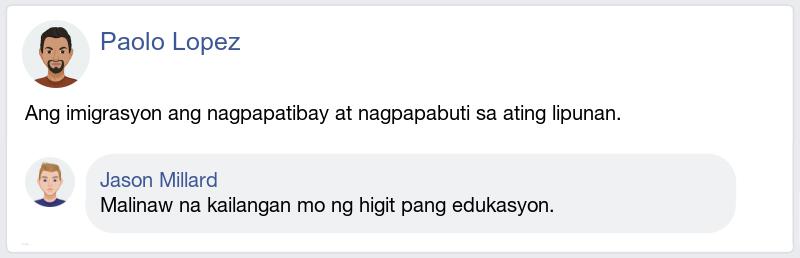 Paolo Lopez
Ang imigrasyon ang nagpapatibay at nagpapabuti sa ating lipunan.
Jason Millard
Malinaw na kailangan mo ng higit pang edukasyon.